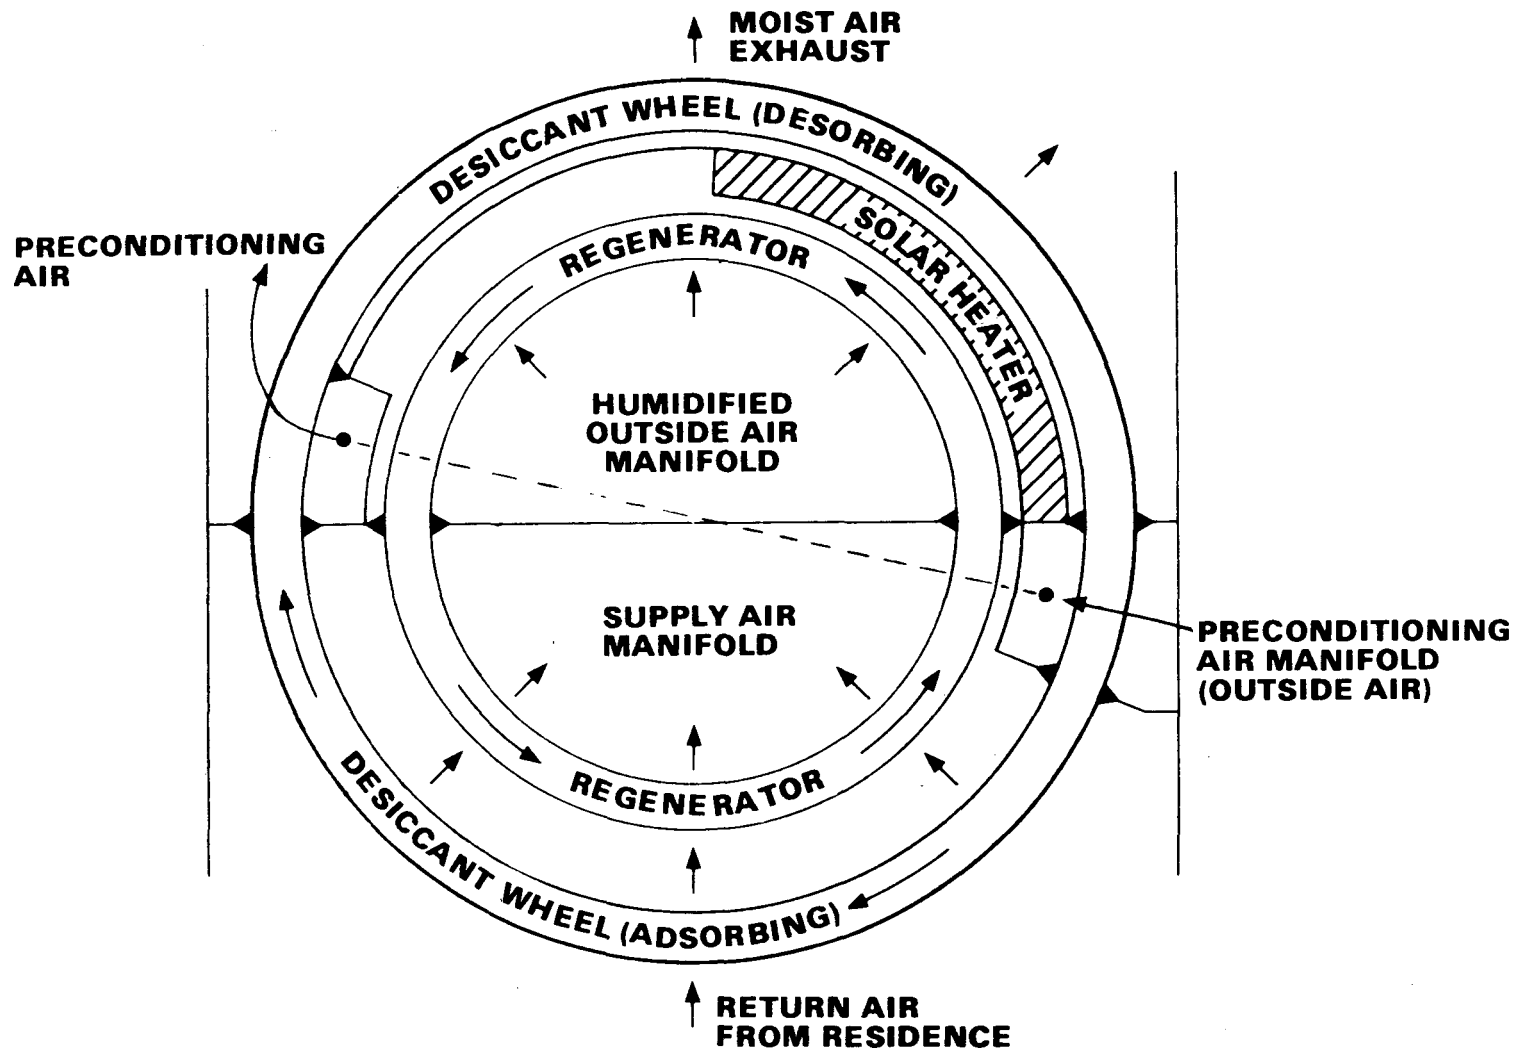 MOIST AIR
EXHAUST
DESICCANT WHEEL (DESORBING)
SOLAR HEATER
REGENERATOR
PRECONDITIONING
AIR
HUMIDIFIED
OUTSIDE AIR
MANIFOLD
SUPPLY AIR
MANIFOLD
PRECONDITIONING
AIR MANIFOLD
(OUTSIDE AIR)
REGENERATOR
DESICCANT WHEEL (ADSORBING)
RETURN AIR
FROM RESIDENCE